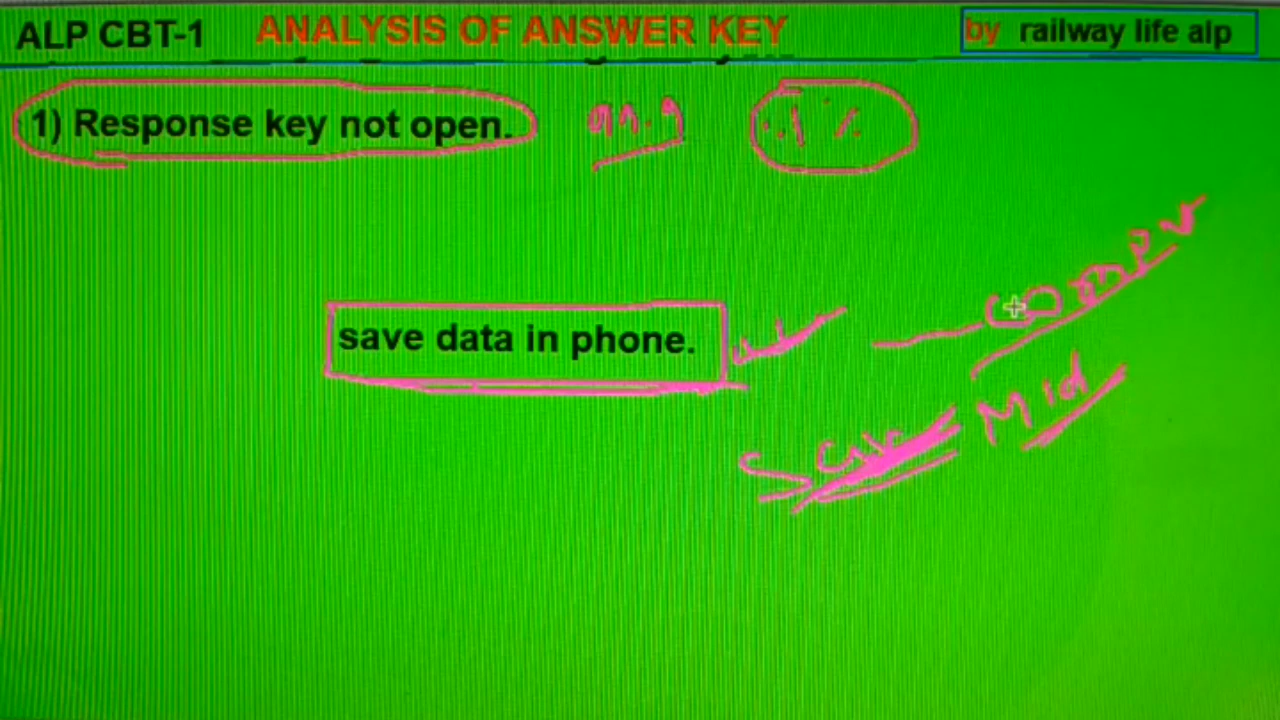 ALP CBT-1 ANALYSIS OF ANSWER KEY by railway life alp
1) Response key not open. 99.9 .1 %
save data in phone.
Mid